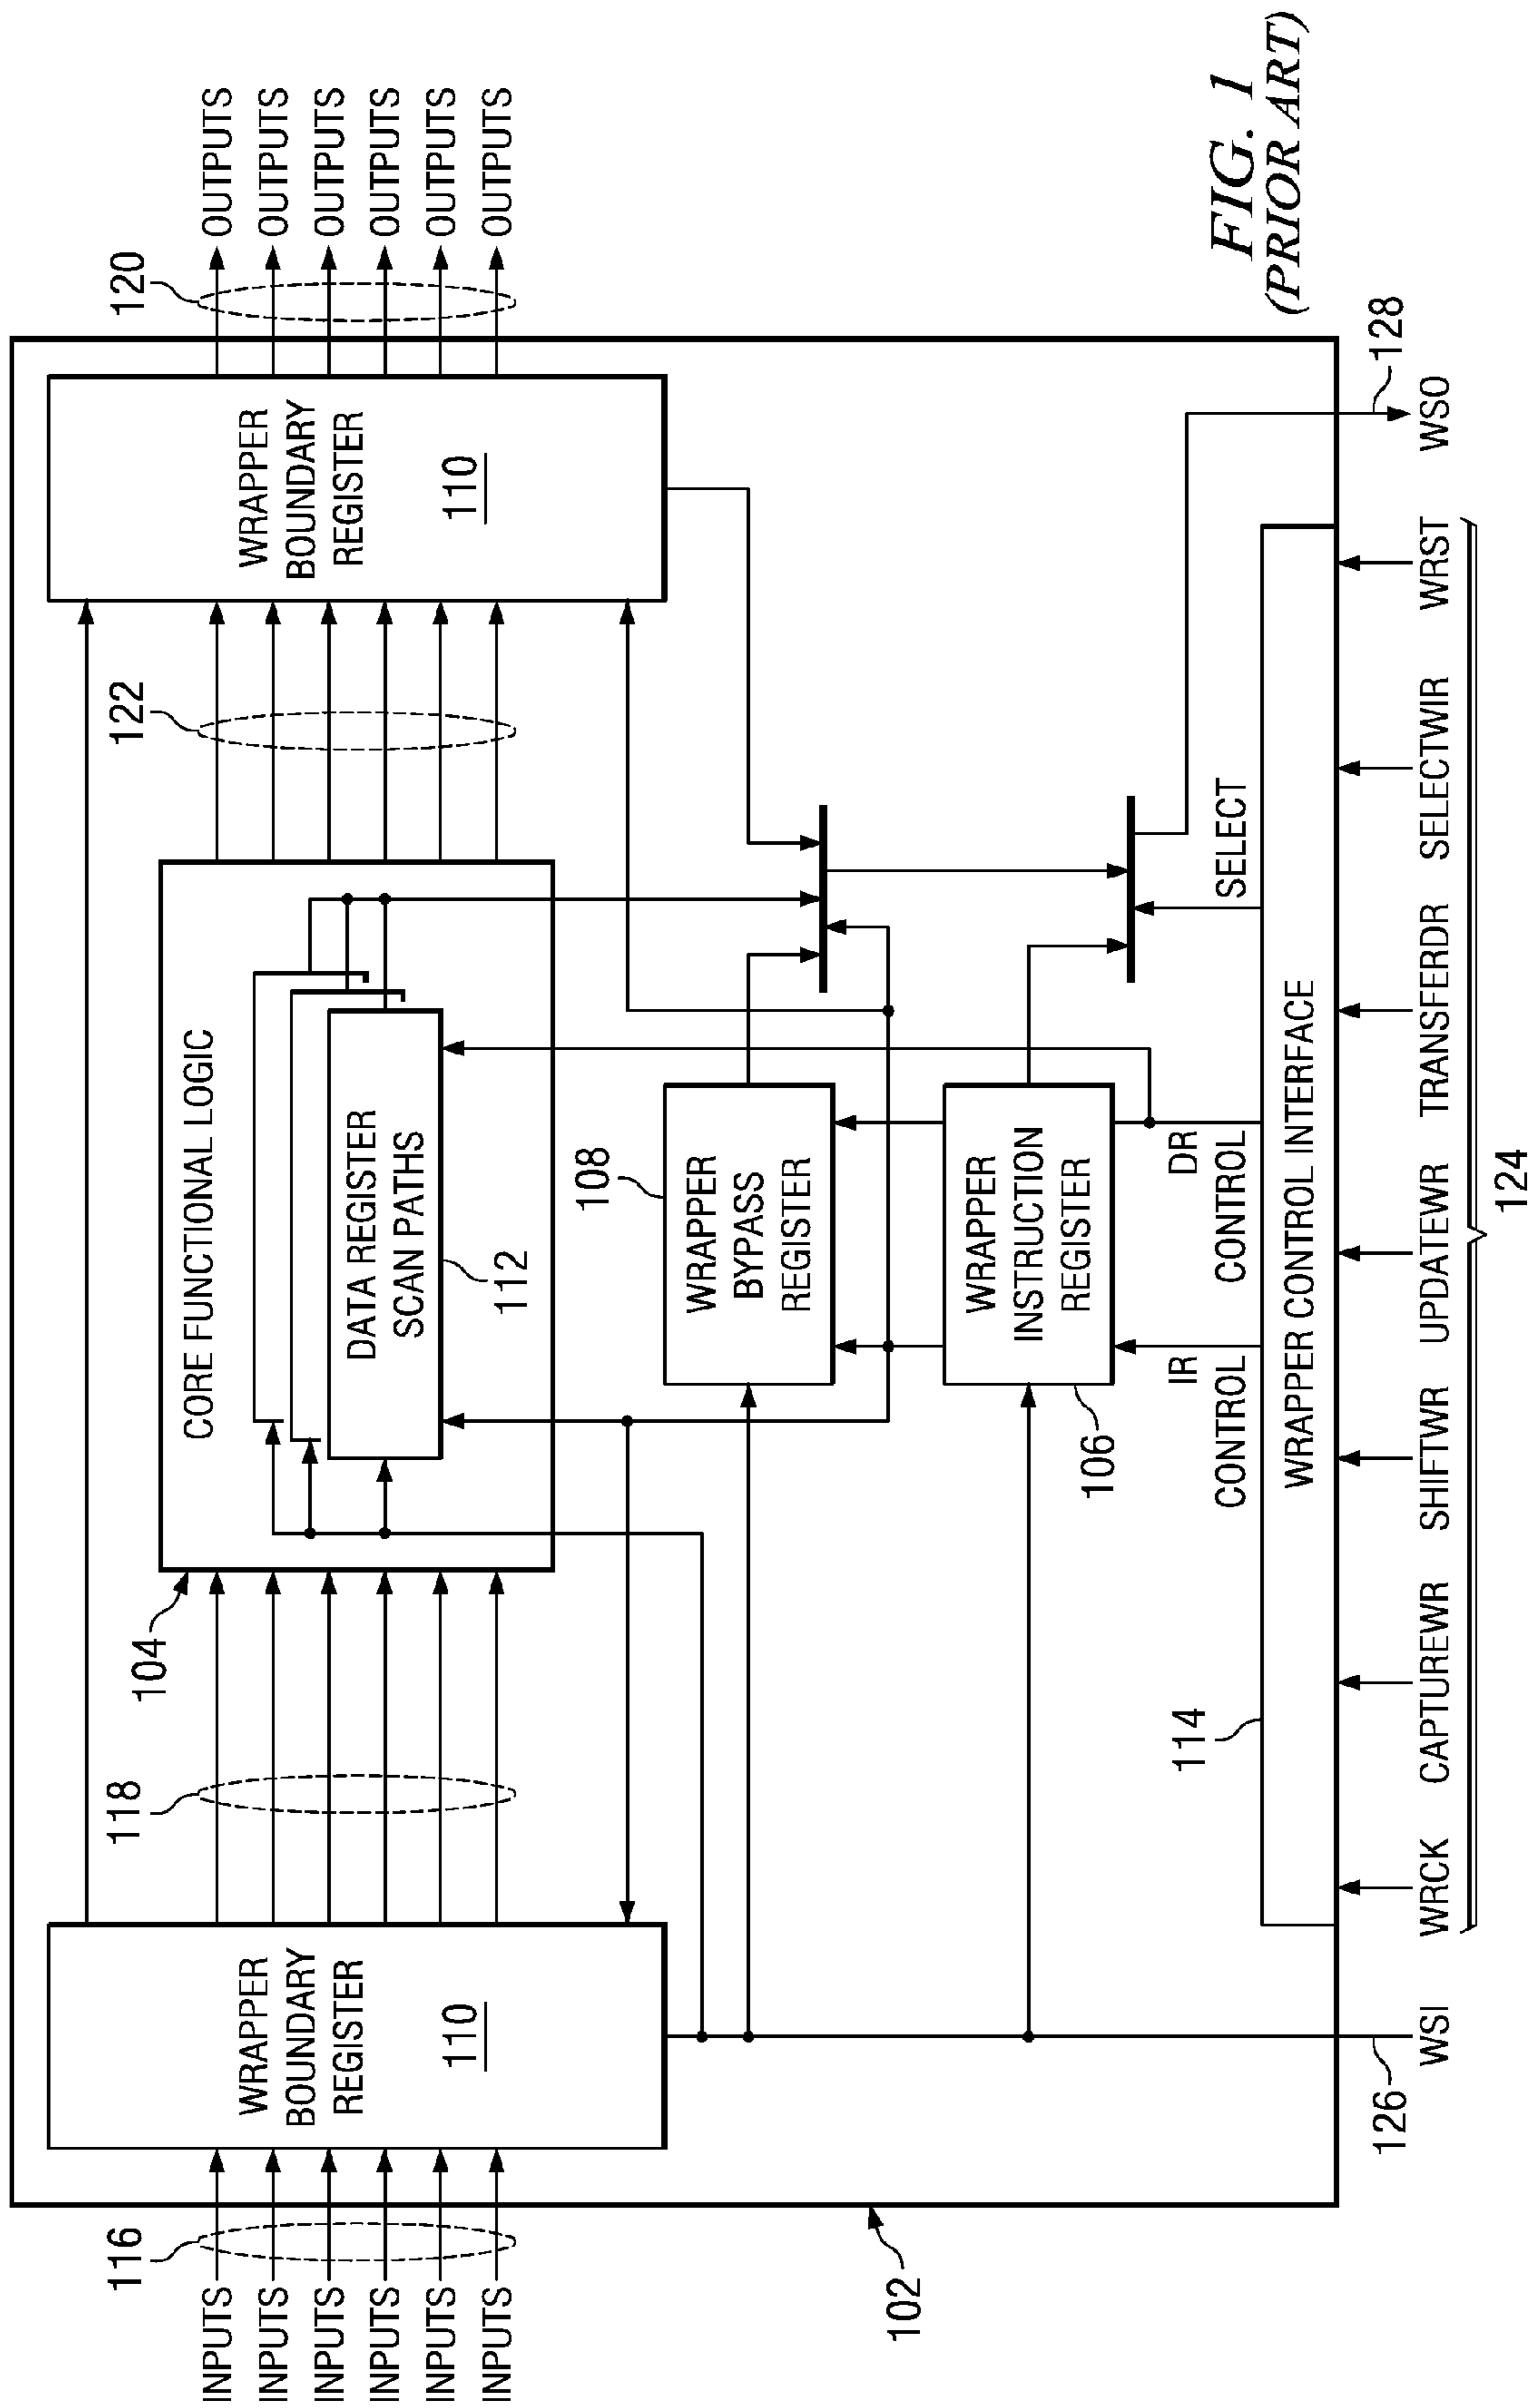 INPUTS
INPUTS
INPUTS
INPUTS
INPUTS
INPUTS
116
102
WRAPPER
BOUNDARY
REGISTER
110
118
104
CORE FUNCTIONAL LOGIC
DATA REGISTER
SCAN PATHS
112
122
WRAPPER
BOUNDARY
REGISTER
110
120
OUTPUTS
OUTPUTS
OUTPUTS
OUTPUTS
OUTPUTS
OUTPUTS
108
WRAPPER
BYPASS
REGISTER
WRAPPER
INSTRUCTION
REGISTER
106
IR
CONTROL
DR
CONTROL
SELECT
114
WRAPPER CONTROL INTERFACE
126
128
WSI
WRCK
CAPTUREWR
SHIFTWR
UPDATEWR
TRANSFERDR
SELECTWIR
WRST
WSO
124
FIG. 1
(PRIOR ART)